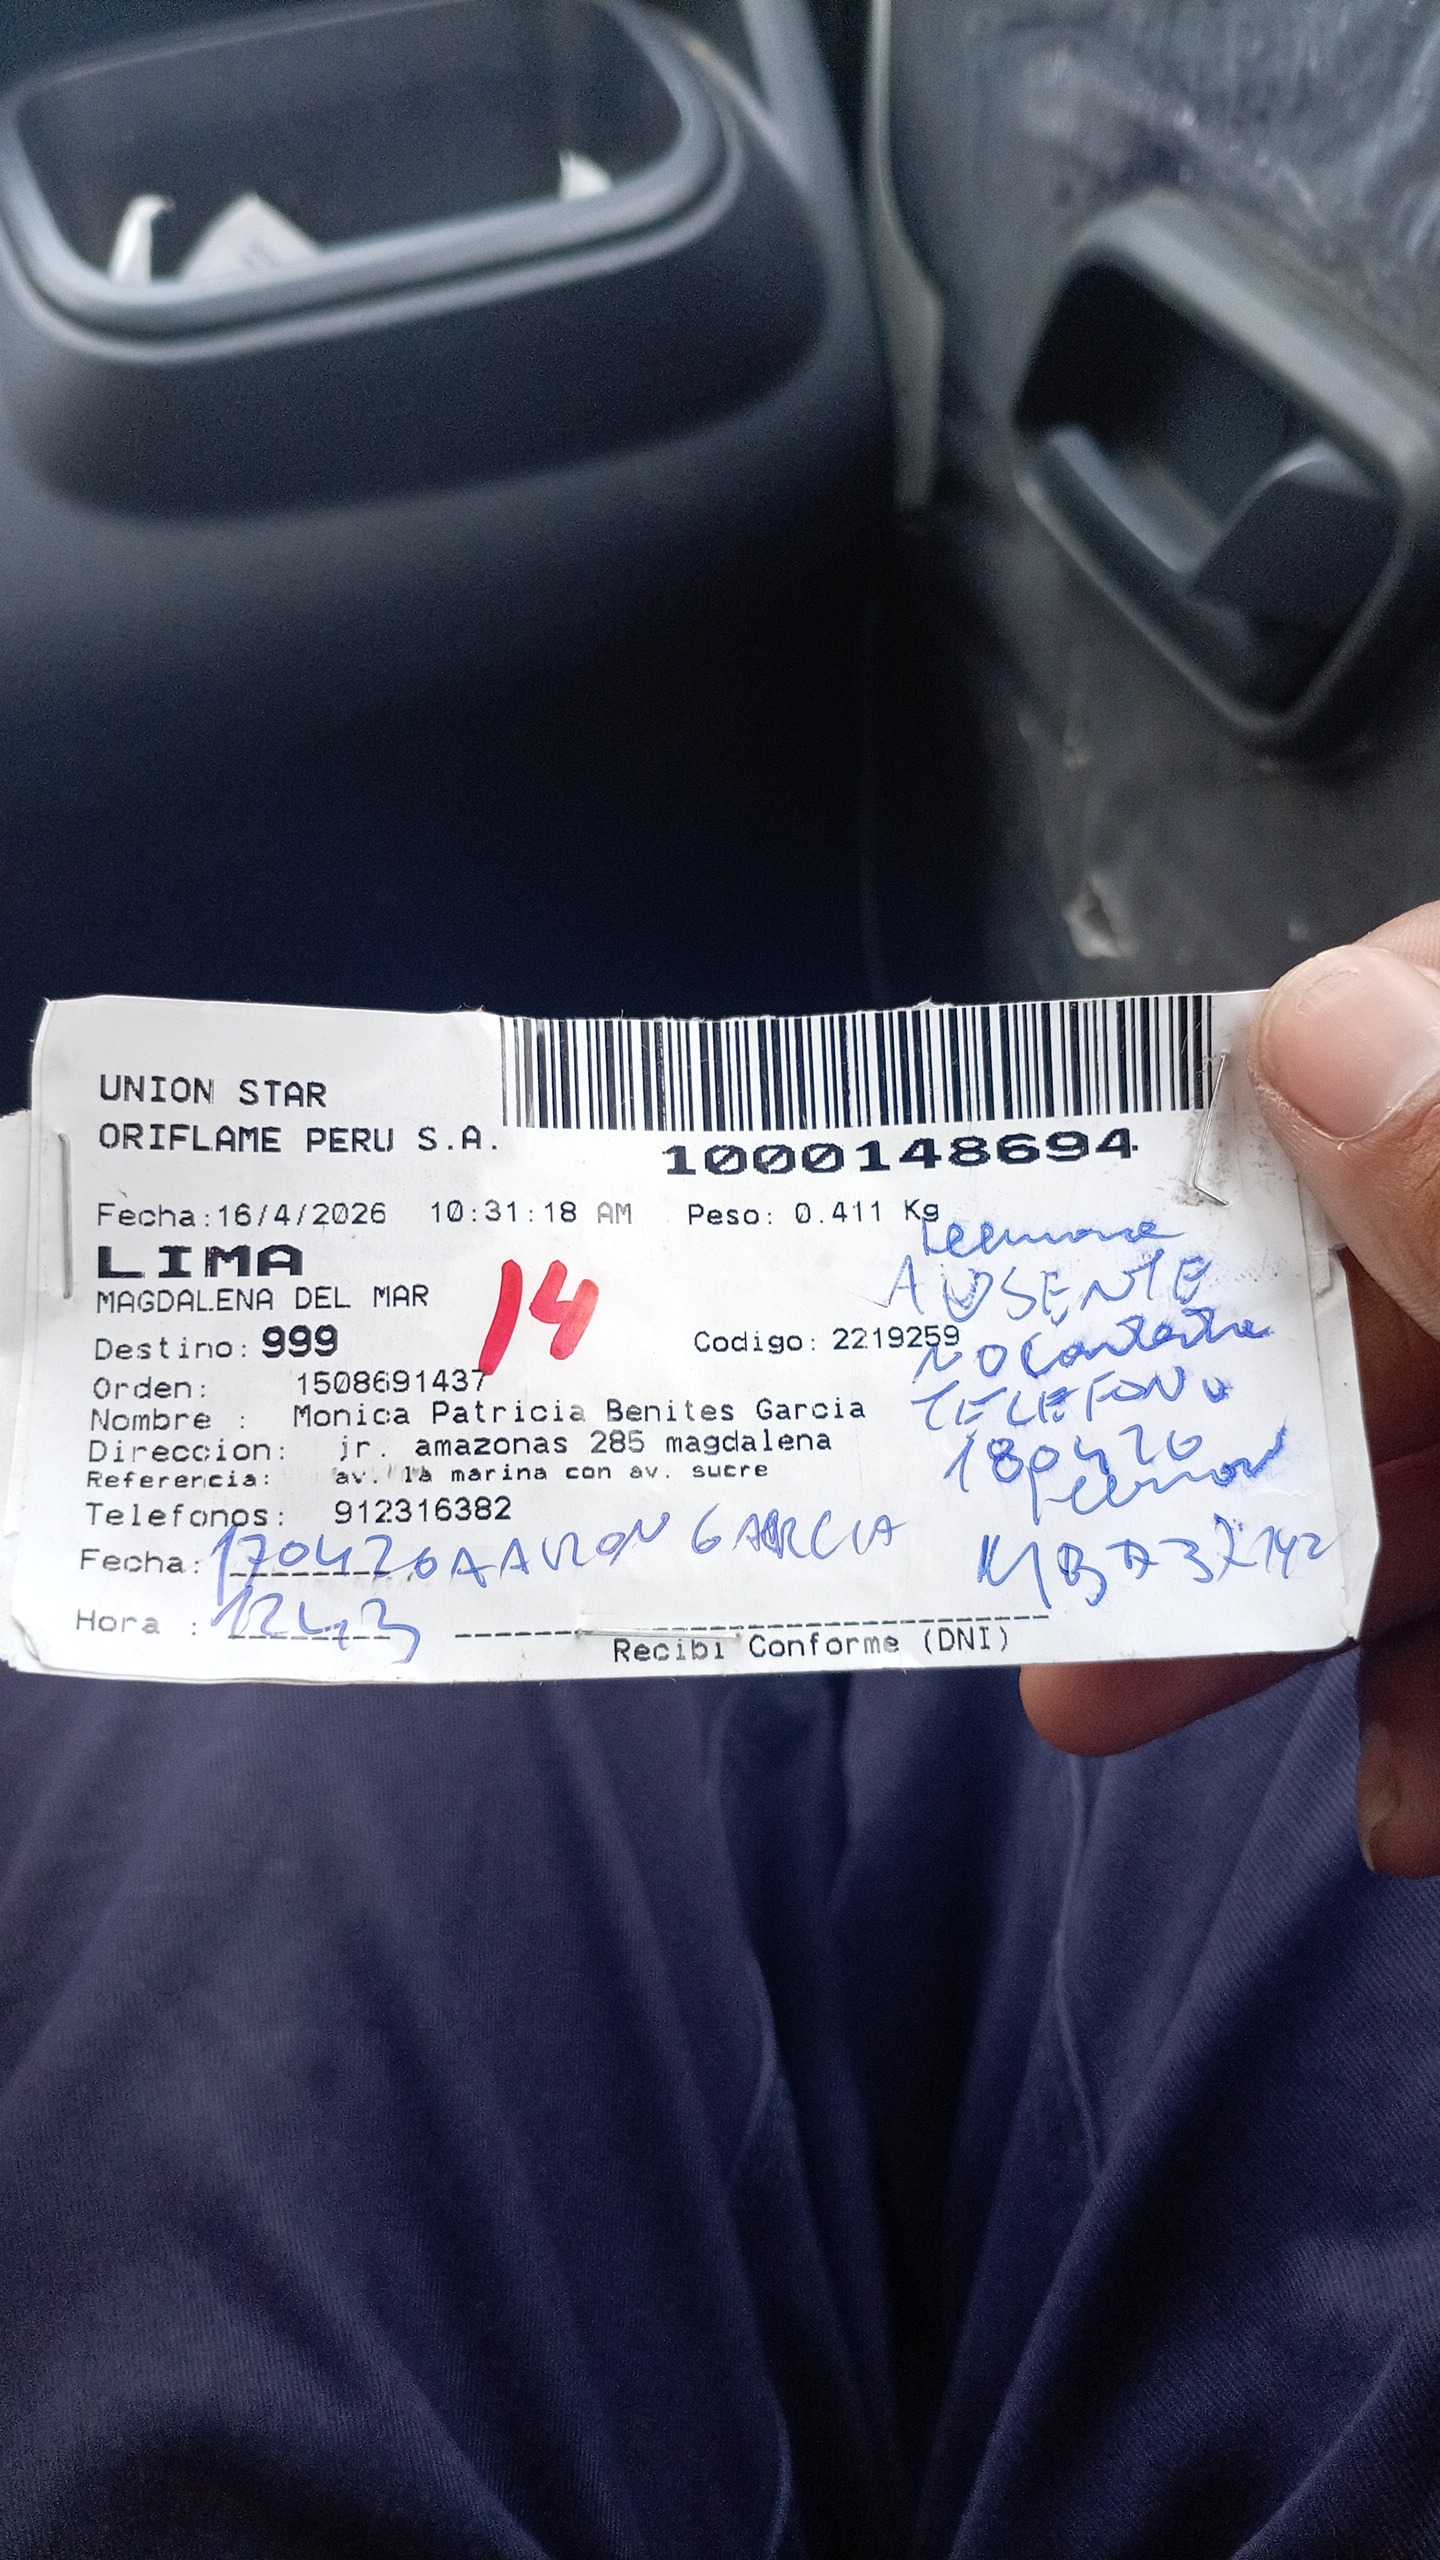 UNION STAR
ORIFLAME PERU S.A.
1000148694
Fecha:16/4/2026 10:31:18 AM Peso: 0.411 Kg
LIMA
MAGDALENA DEL MAR
14
Destino: 999 Codigo: 2219259
Orden: 1508691437
Nombre : Monica Patricia Benites Garcia
Direccion: jr. amazonas 285 magdalena
Referencia: av. la marina con av. sucre
Telefonos: 912316382
AUSENTE
NO Contesta
TELEFONO
180426
Fecha: 170426 AARON GARCIA
Hora : 1243
Recibi Conforme (DNI)